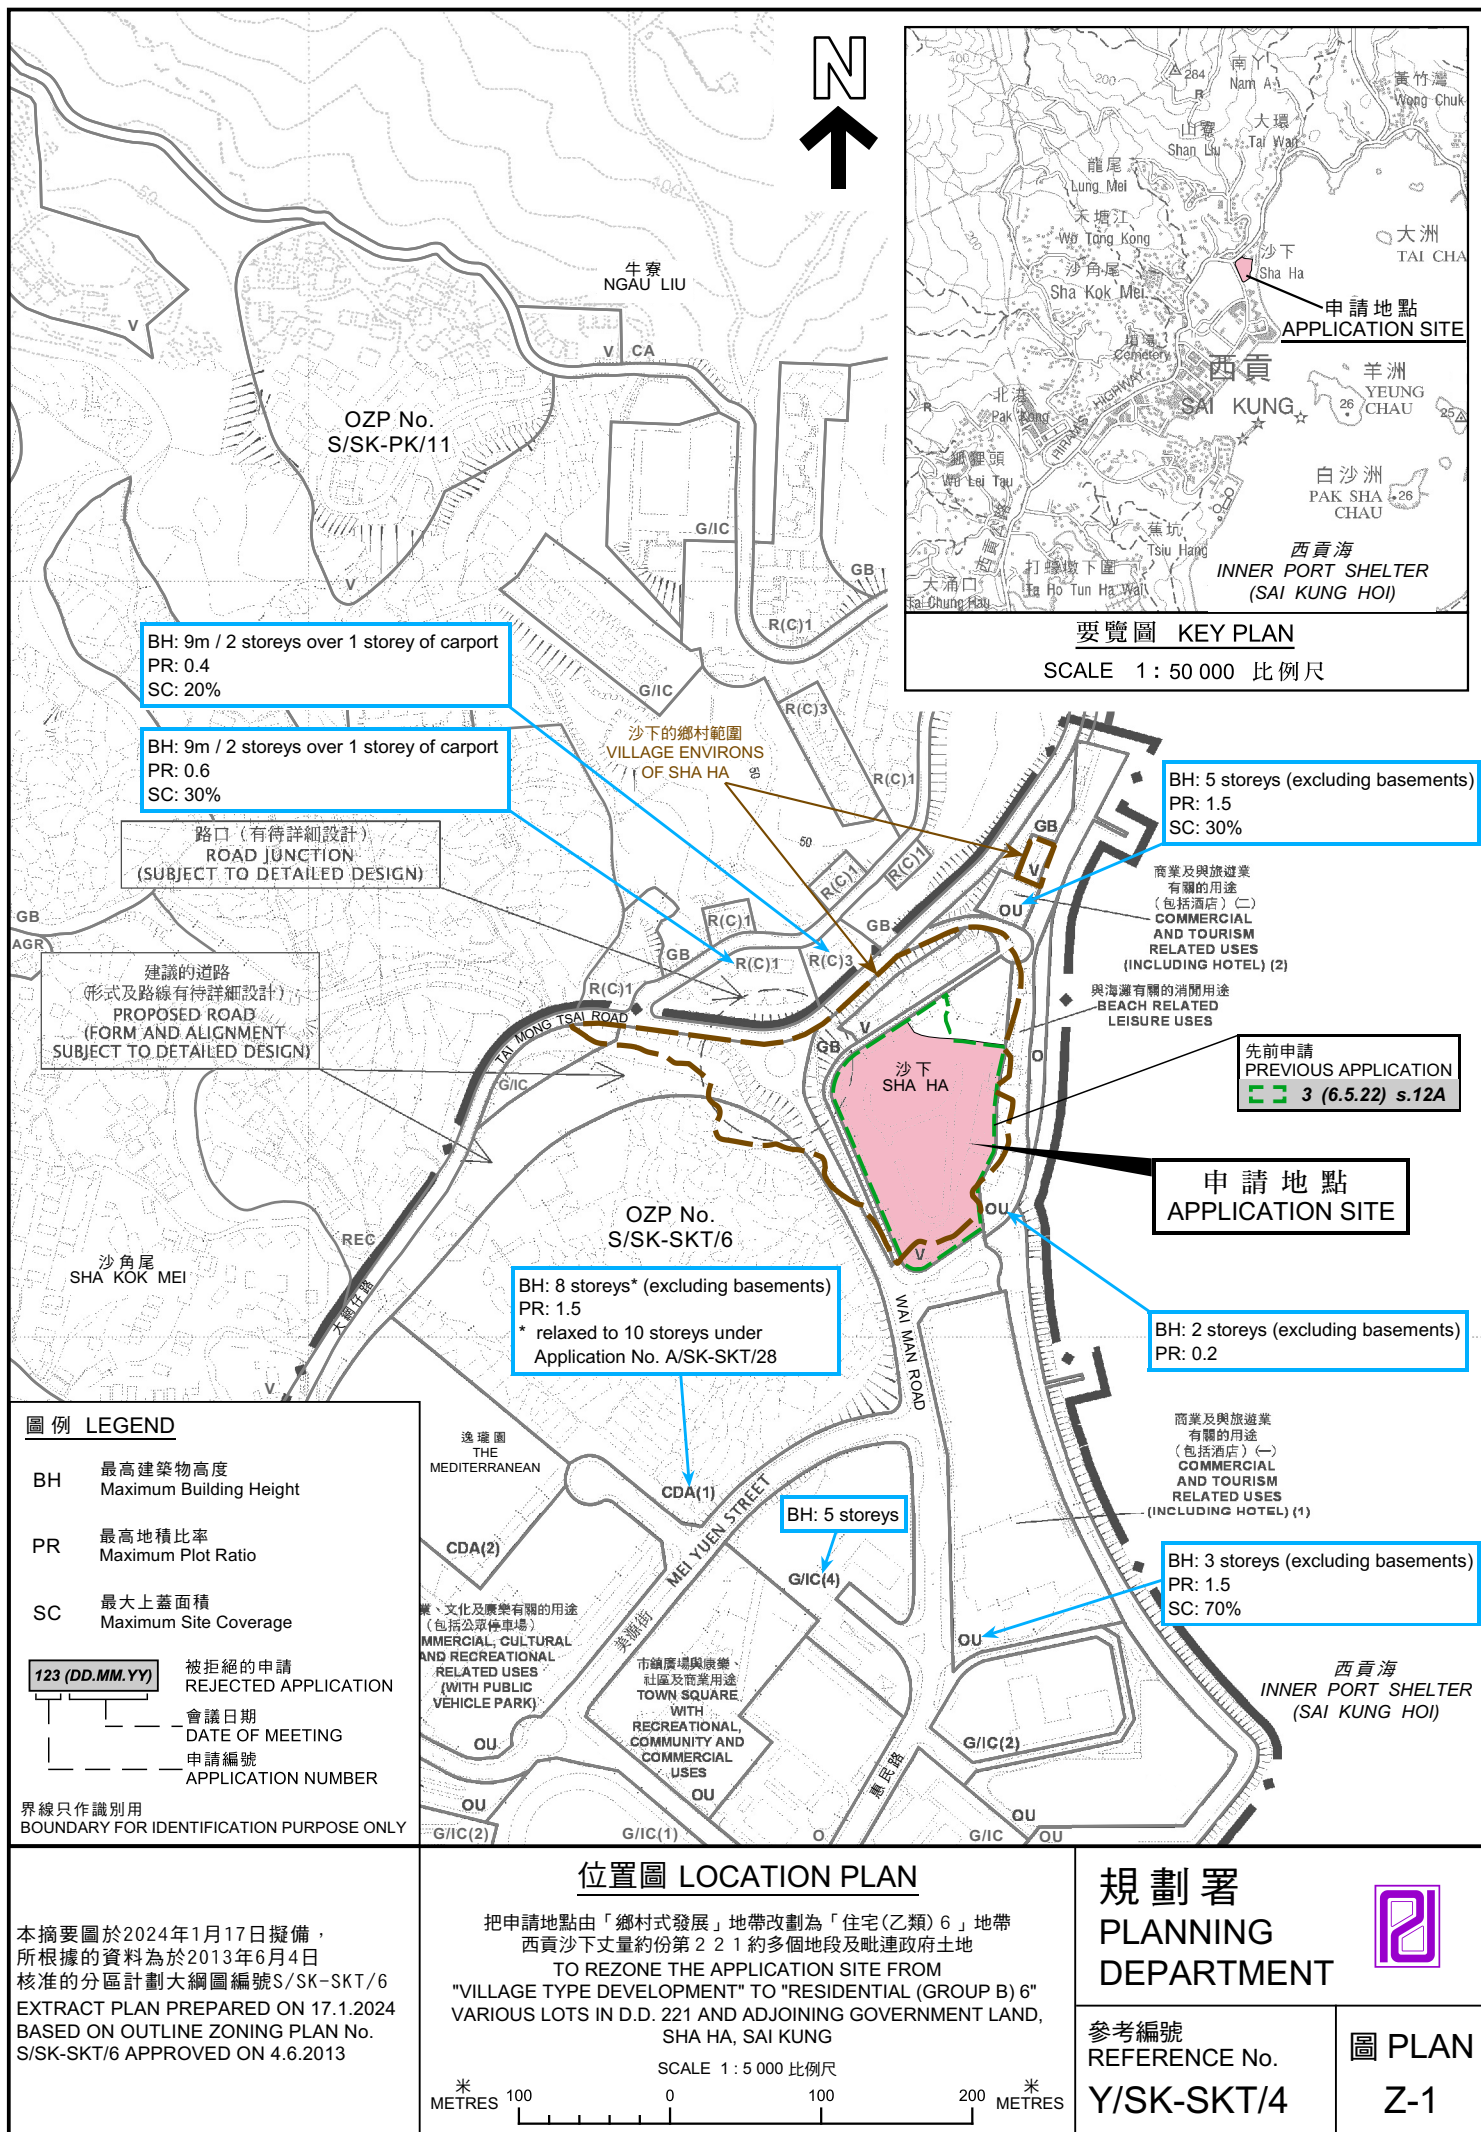 N
400
200
284
R
南丫
Nam A
黃竹灣
Wong Chuk
山寮
Shan Liu
大環
Tai Wan
龍尾
Lung Mei
禾塘江
Wo Tong Kong
沙角尾
Sha Kok Mei
沙下
Sha Ha
大洲
TAI CHA
申請地點
APPLICATION SITE
墳場
Cemetery
HIRAM'S HIGHWAY
西貢
SAI KUNG
羊洲
YEUNG
CHAU
26
25
北港
Pak Kong
R
狐狸頭
Wu Lei Tau
白沙洲
PAK SHA
CHAU
26
西貢公路
蕉坑
Tsiu Hang
大涌口
Tai Chung Hau
打蠔墩下圍
Ta Ho Tun Ha Wai
西貢海
INNER PORT SHELTER
(SAI KUNG HOI)
要覽圖 KEY PLAN
SCALE 1 : 50 000 比例尺
50
100
牛寮
NGAU LIU
V
V
CA
OZP No.
S/SK-PK/11
V
G/IC
GB
R(C)1
G/IC
R(C)3
R(C)1
50
50
BH: 9m / 2 storeys over 1 storey of carport
PR: 0.4
SC: 20%
BH: 9m / 2 storeys over 1 storey of carport
PR: 0.6
SC: 30%
沙下的鄉村範圍
VILLAGE ENVIRONS
OF SHA HA
路口（有待詳細設計）
ROAD JUNCTION
(SUBJECT TO DETAILED DESIGN)
BH: 5 storeys (excluding basements)
PR: 1.5
SC: 30%
GB
V
OU
商業及與旅遊業
有關的用途
（包括酒店）(二)
COMMERCIAL
AND TOURISM
RELATED USES
(INCLUDING HOTEL) (2)
R(C)1
R(C)1
R(C)1
GB
GB
R(C)1
R(C)3
R(C)1
GB
AGR
建議的道路
(形式及路線有待詳細設計)
PROPOSED ROAD
(FORM AND ALIGNMENT
SUBJECT TO DETAILED DESIGN)
與海灘有關的消閒用途
BEACH RELATED
LEISURE USES
TAI MONG TSAI ROAD
G/IC
V
GB
O
沙下
SHA HA
先前申請
PREVIOUS APPLICATION
3 (6.5.22) s.12A
申請地點
APPLICATION SITE
OU
V
OZP No.
S/SK-SKT/6
REC
沙角尾
SHA KOK MEI
大網仔路
V
BH: 8 storeys* (excluding basements)
PR: 1.5
* relaxed to 10 storeys under
Application No. A/SK-SKT/28
WAI MAN ROAD
BH: 2 storeys (excluding basements)
PR: 0.2
商業及與旅遊業
有關的用途
（包括酒店）(一)
COMMERCIAL
AND TOURISM
RELATED USES
(INCLUDING HOTEL) (1)
逸瓏園
THE
MEDITERRANEAN
CDA(1)
MEI YUEN STREET
美源街
BH: 5 storeys
G/IC(4)
CDA(2)
業、文化及康樂有關的用途
（包括公眾停車場）
MMERCIAL, CULTURAL
AND RECREATIONAL
RELATED USES
(WITH PUBLIC
VEHICLE PARK)
OU
市鎮廣場與康樂、
社區及商業用途
TOWN SQUARE
WITH
RECREATIONAL,
COMMUNITY AND
COMMERCIAL
USES
OU
BH: 3 storeys (excluding basements)
PR: 1.5
SC: 70%
OU
西貢海
INNER PORT SHELTER
(SAI KUNG HOI)
G/IC(2)
惠民路
OU
G/IC(2)
G/IC(1)
O
G/IC
OU
OU
圖例 LEGEND
BH
最高建築物高度
Maximum Building Height
PR
最高地積比率
Maximum Plot Ratio
SC
最大上蓋面積
Maximum Site Coverage
123 (DD.MM.YY)
被拒絕的申請
REJECTED APPLICATION
會議日期
DATE OF MEETING
申請編號
APPLICATION NUMBER
界線只作識別用
BOUNDARY FOR IDENTIFICATION PURPOSE ONLY
本摘要圖於2024年1月17日擬備，
所根據的資料為於2013年6月4日
核准的分區計劃大綱圖編號S/SK-SKT/6
EXTRACT PLAN PREPARED ON 17.1.2024
BASED ON OUTLINE ZONING PLAN No.
S/SK-SKT/6 APPROVED ON 4.6.2013
位置圖 LOCATION PLAN
把申請地點由「鄉村式發展」地帶改劃為「住宅(乙類) 6 」地帶
西貢沙下丈量約份第 2 2 1 約多個地段及毗連政府土地
TO REZONE THE APPLICATION SITE FROM
"VILLAGE TYPE DEVELOPMENT" TO "RESIDENTIAL (GROUP B) 6"
VARIOUS LOTS IN D.D. 221 AND ADJOINING GOVERNMENT LAND,
SHA HA, SAI KUNG
SCALE 1 : 5 000 比例尺
米
METRES
100
0
100
200
米
METRES
規劃署
PLANNING
DEPARTMENT
參考編號
REFERENCE No.
Y/SK-SKT/4
圖 PLAN
Z-1